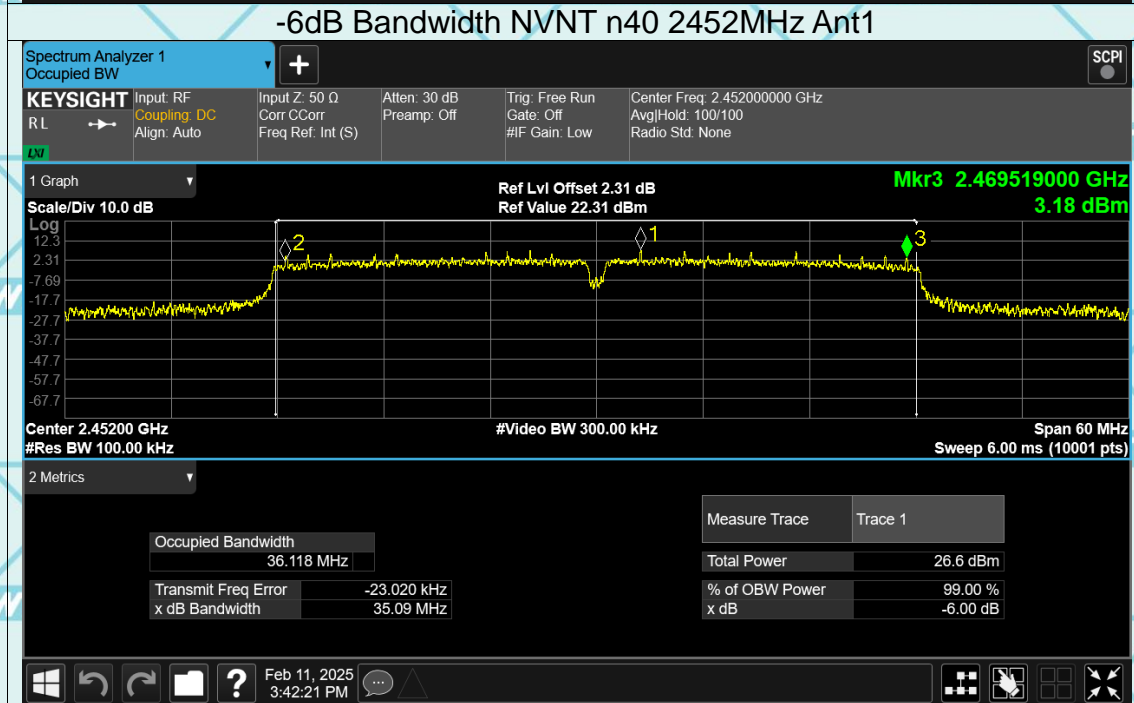 -6dB Bandwidth NVNT n40 2452MHz Ant1
Spectrum Analyzer 1
Occupied BW
+
SCPI
KEYSIGHT
RL
LXI
Input: RF
Coupling: DC
Align: Auto
Input Z: 50 Ω
Corr CCorr
Freq Ref: Int (S)
Atten: 30 dB
Preamp: Off
Trig: Free Run
Gate: Off
#IF Gain: Low
Center Freq: 2.452000000 GHz
Avg|Hold: 100/100
Radio Std: None
1 Graph
Scale/Div 10.0 dB
Ref Lvl Offset 2.31 dB
Ref Value 22.31 dBm
Mkr3 2.469519000 GHz
3.18 dBm
Log
12.3
2.31
-7.69
-17.7
-27.7
-37.7
-47.7
-57.7
-67.7
2
1
3
Center 2.45200 GHz
#Video BW 300.00 kHz
Span 60 MHz
#Res BW 100.00 kHz
Sweep 6.00 ms (10001 pts)
2 Metrics
Occupied Bandwidth
36.118 MHz
Transmit Freq Error -23.020 kHz
x dB Bandwidth 35.09 MHz
Measure Trace Trace 1
Total Power 26.6 dBm
% of OBW Power 99.00 %
x dB -6.00 dB
?
Feb 11, 2025
3:42:21 PM